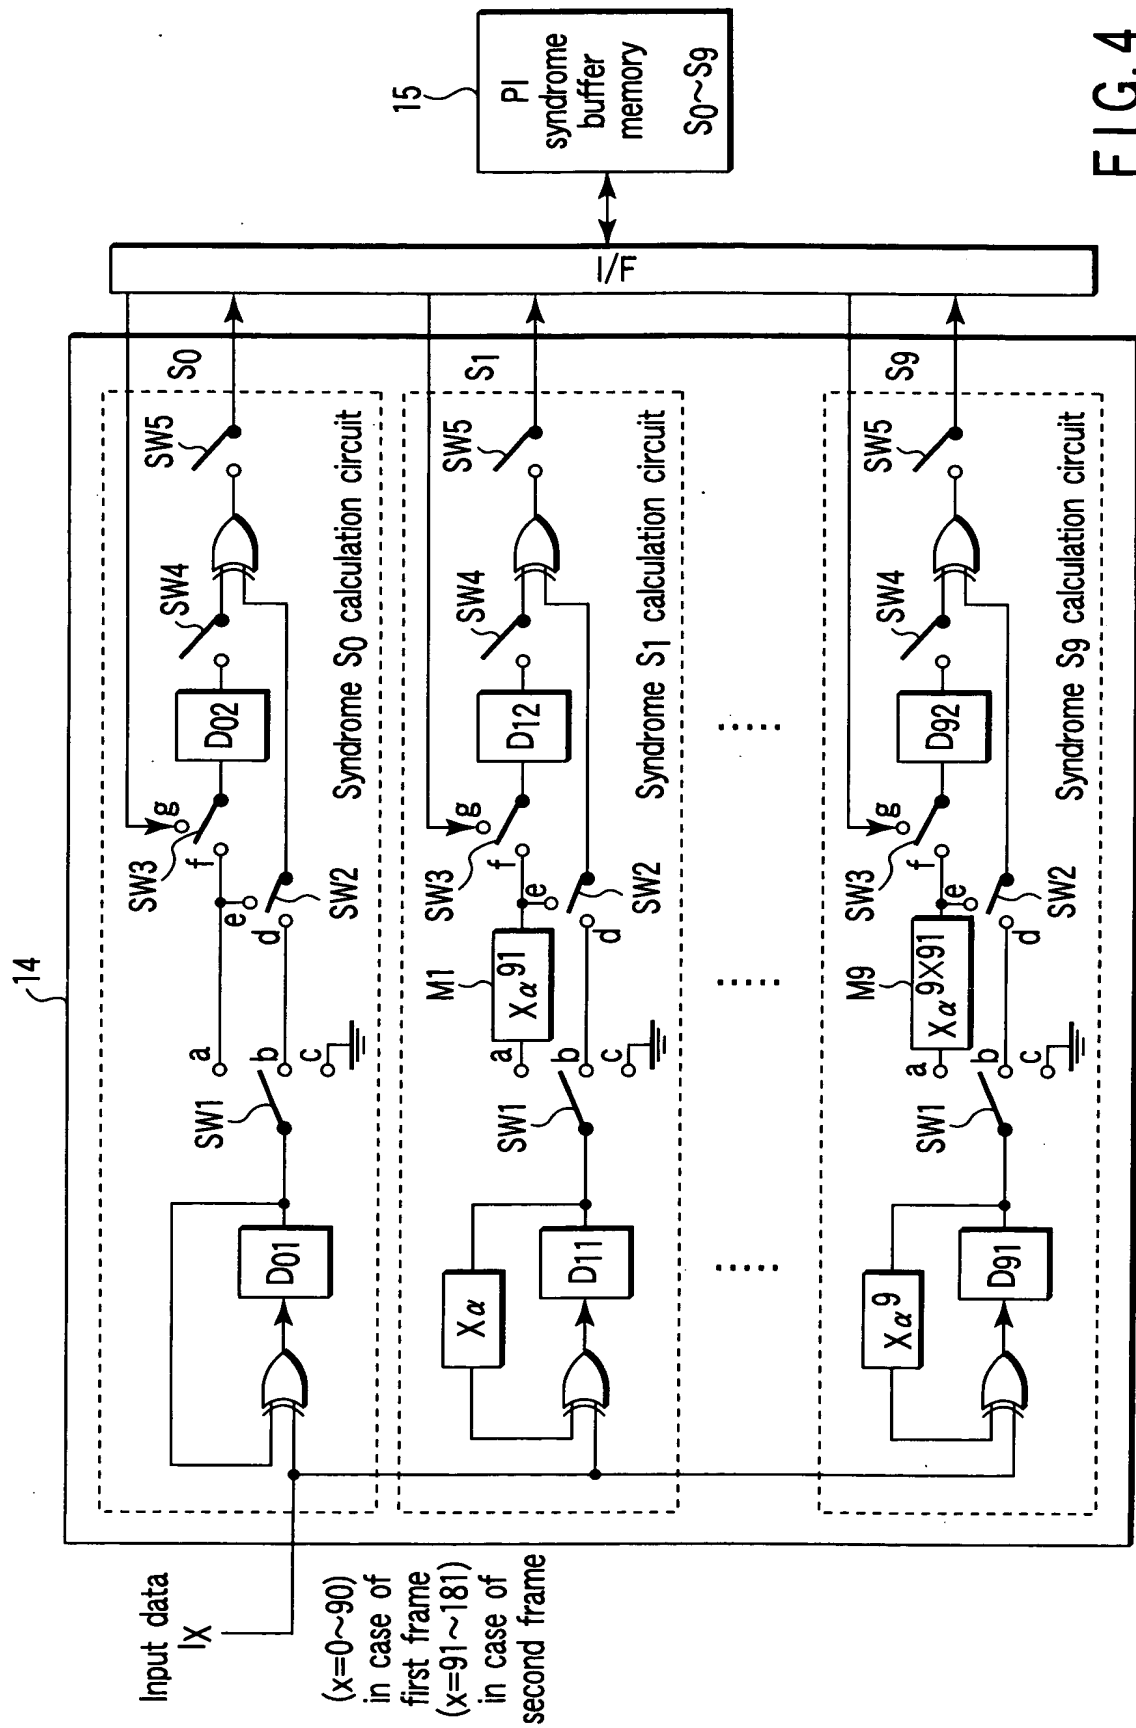 Input data
IX
(x=0~90)
in case of
first frame
(x=91~181)
in case of
second frame
14
SW1
a
b
c
d
e
f
g
SW2
SW3
SW4
SW5
D01
D02
S0
Syndrome S0 calculation circuit
Xα
D11
SW1
a
b
c
M1
Xα91
d
e
f
g
SW2
SW3
D12
SW4
SW5
S1
Syndrome S1 calculation circuit
.....
.....
.....
Xα9
D91
SW1
a
b
c
M9
Xα9×91
d
e
f
g
SW2
SW3
D92
SW4
SW5
S9
Syndrome S9 calculation circuit
I/F
15
PI
syndrome
buffer
memory
S0~S9
FIG. 4